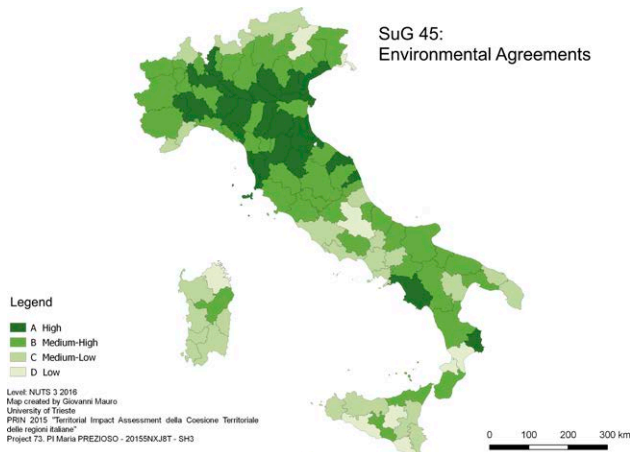 SuG 45:
Environmental Agreements
Legend
A High
B Medium-High
C Medium-Low
D Low
Level: NUTS 3 2016
Map created by Giovanni Mauro
University of Trieste
PRIN 2015 "Territorial Impact Assessment della Coesione Territoriale
delle regioni italiane"
Project 73. PI Maria PREZIOSO - 20155NXJ8T - SH3
0 100 200 300 km